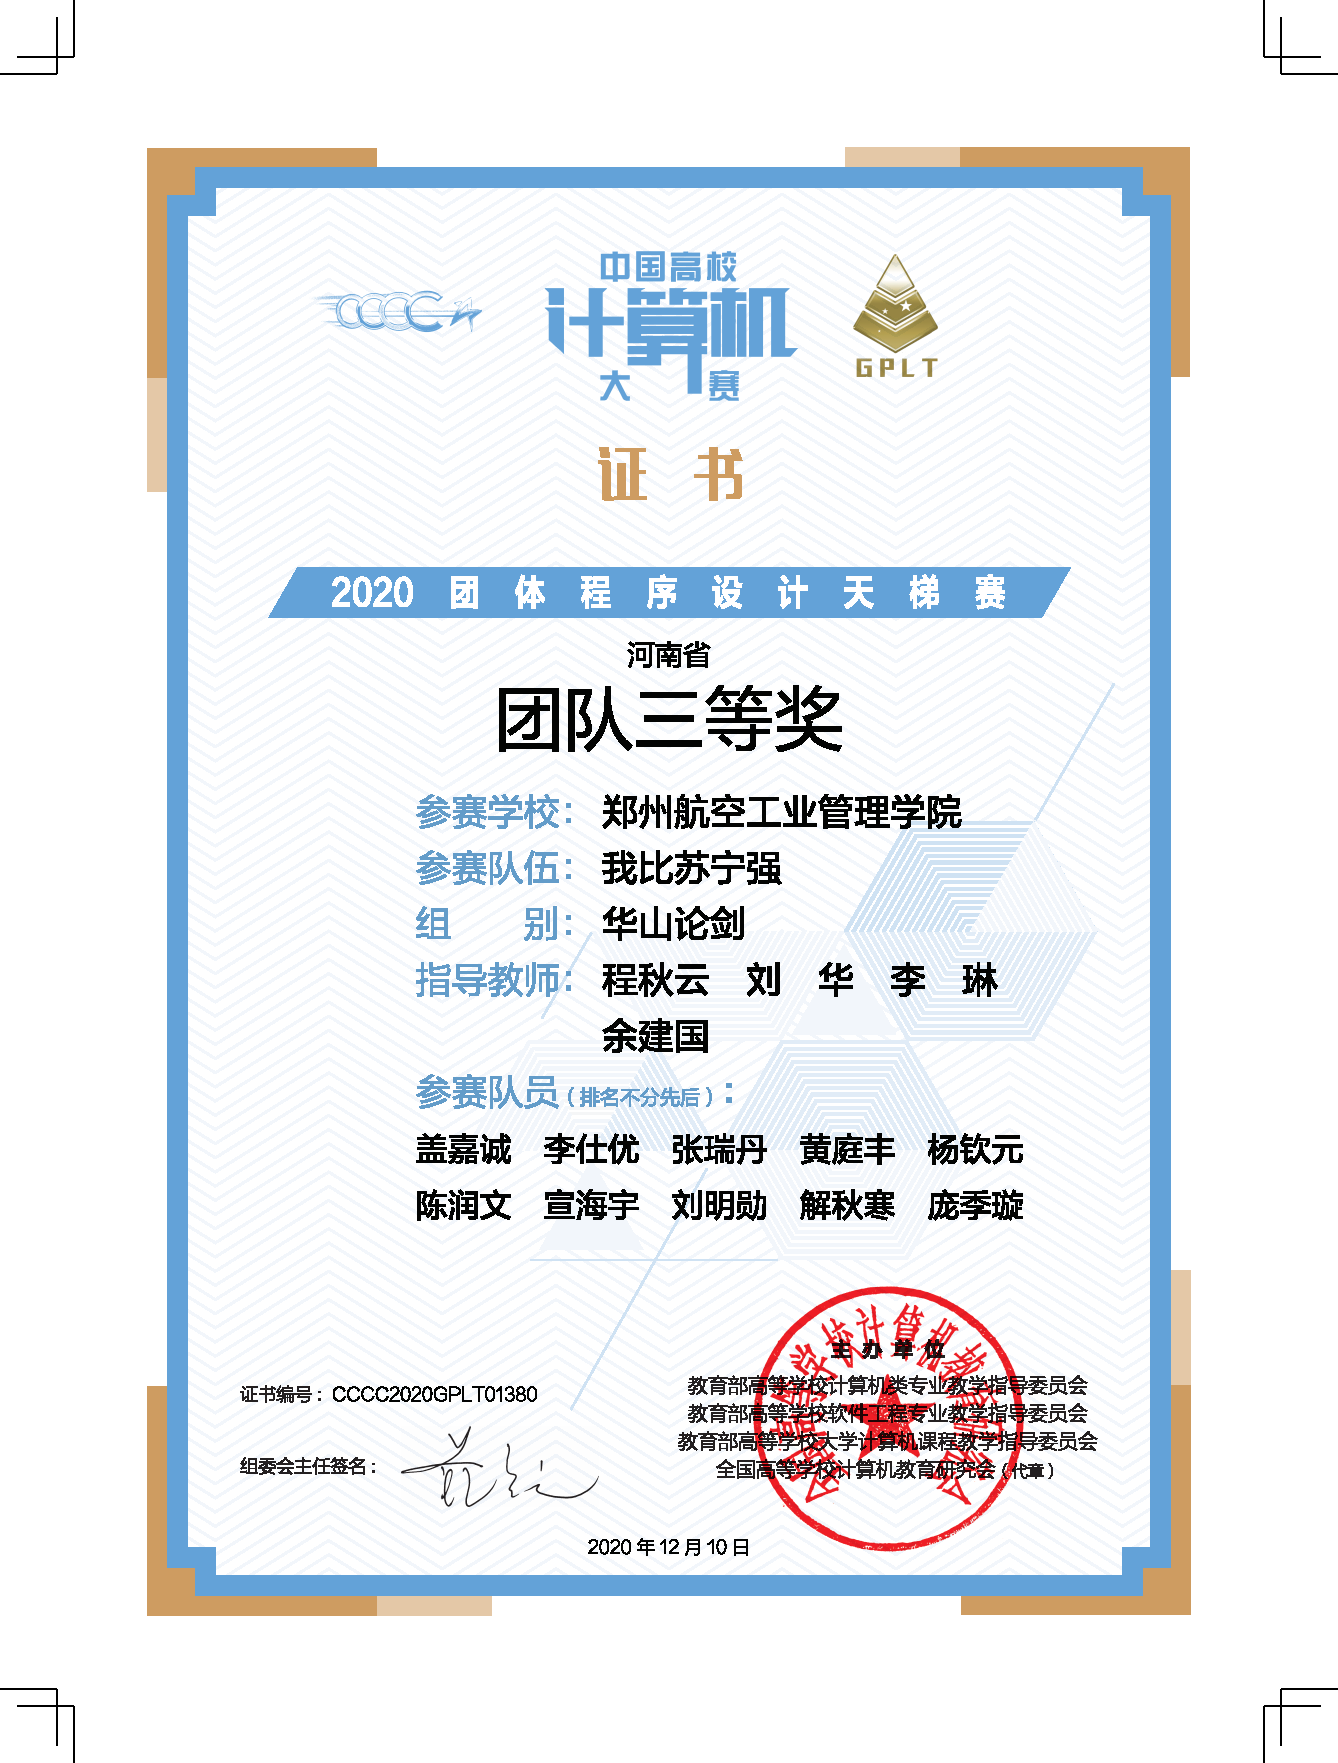 中国高校
CCCC
计算机
GPLT
大赛
证 书
2020 团 体 程 序 设 计 天 梯 赛
河南省
团队三等奖
参赛学校：郑州航空工业管理学院
参赛队伍：我比苏宁强
组 别：华山论剑
指导教师：程秋云 刘 华 李 琳
余建国
参赛队员（排名不分先后）：
盖嘉诚 李仕优 张瑞丹 黄庭丰 杨钦元
陈润文 宣海宇 刘明勋 解秋寒 庞季璇
全国高等学校计算机教育研究会
主 办 单 位
教育部高等学校计算机类专业教学指导委员会
证书编号：CCCC2020GPLT01380
教育部高等学校软件工程专业教学指导委员会
教育部高等学校大学计算机课程教学指导委员会
组委会主任签名：
全国高等学校计算机教育研究会（代章）
2020 年 12 月 10 日